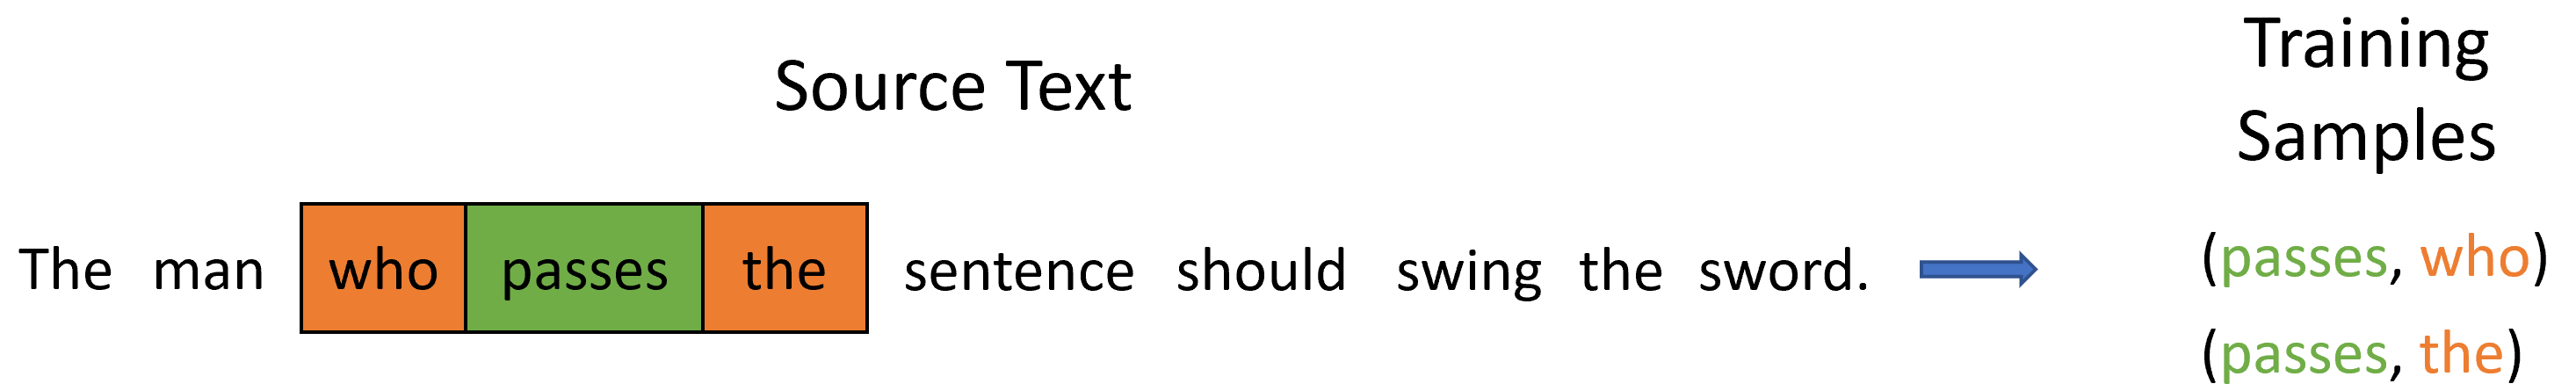 Source Text
Training
Samples
The man who passes the sentence should swing the sword.
(passes, who)
(passes, the)